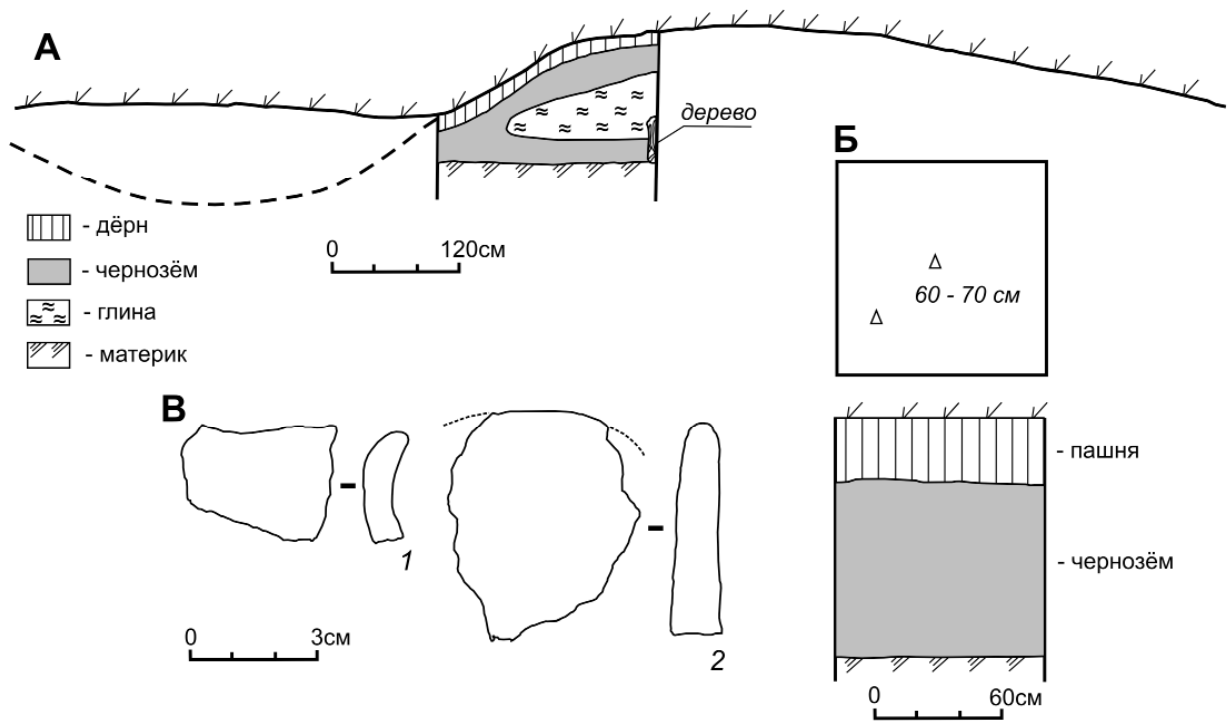 А
дерево
- дёрн
- чернозём
- глина
- материк
0 120см
Б
60 - 70 см
- пашня
- чернозём
0 60см
В
1
2
0 3см